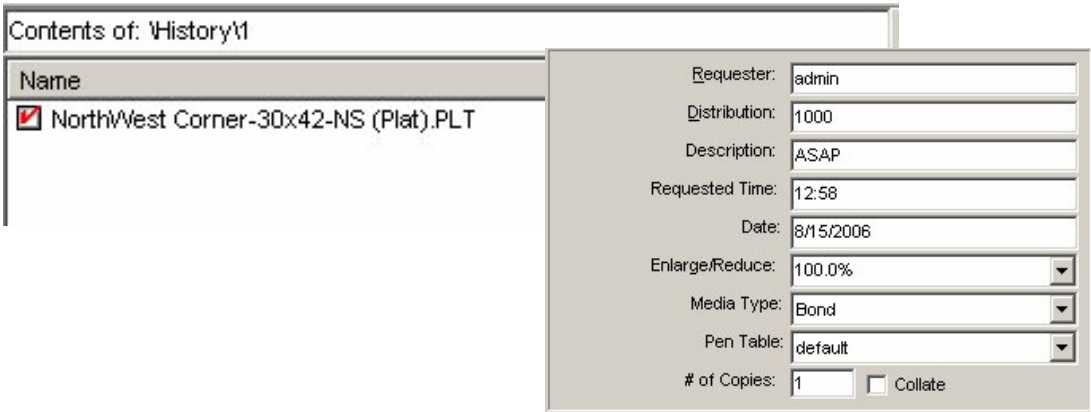 Contents of: \History\1
Name
NorthWest Corner-30x42-NS (Plat).PLT
Requester: admin
Distribution: 1000
Description: ASAP
Requested Time: 12:58
Date: 8/15/2006
Enlarge/Reduce: 100.0%
Media Type: Bond
Pen Table: default
# of Copies: 1 Collate